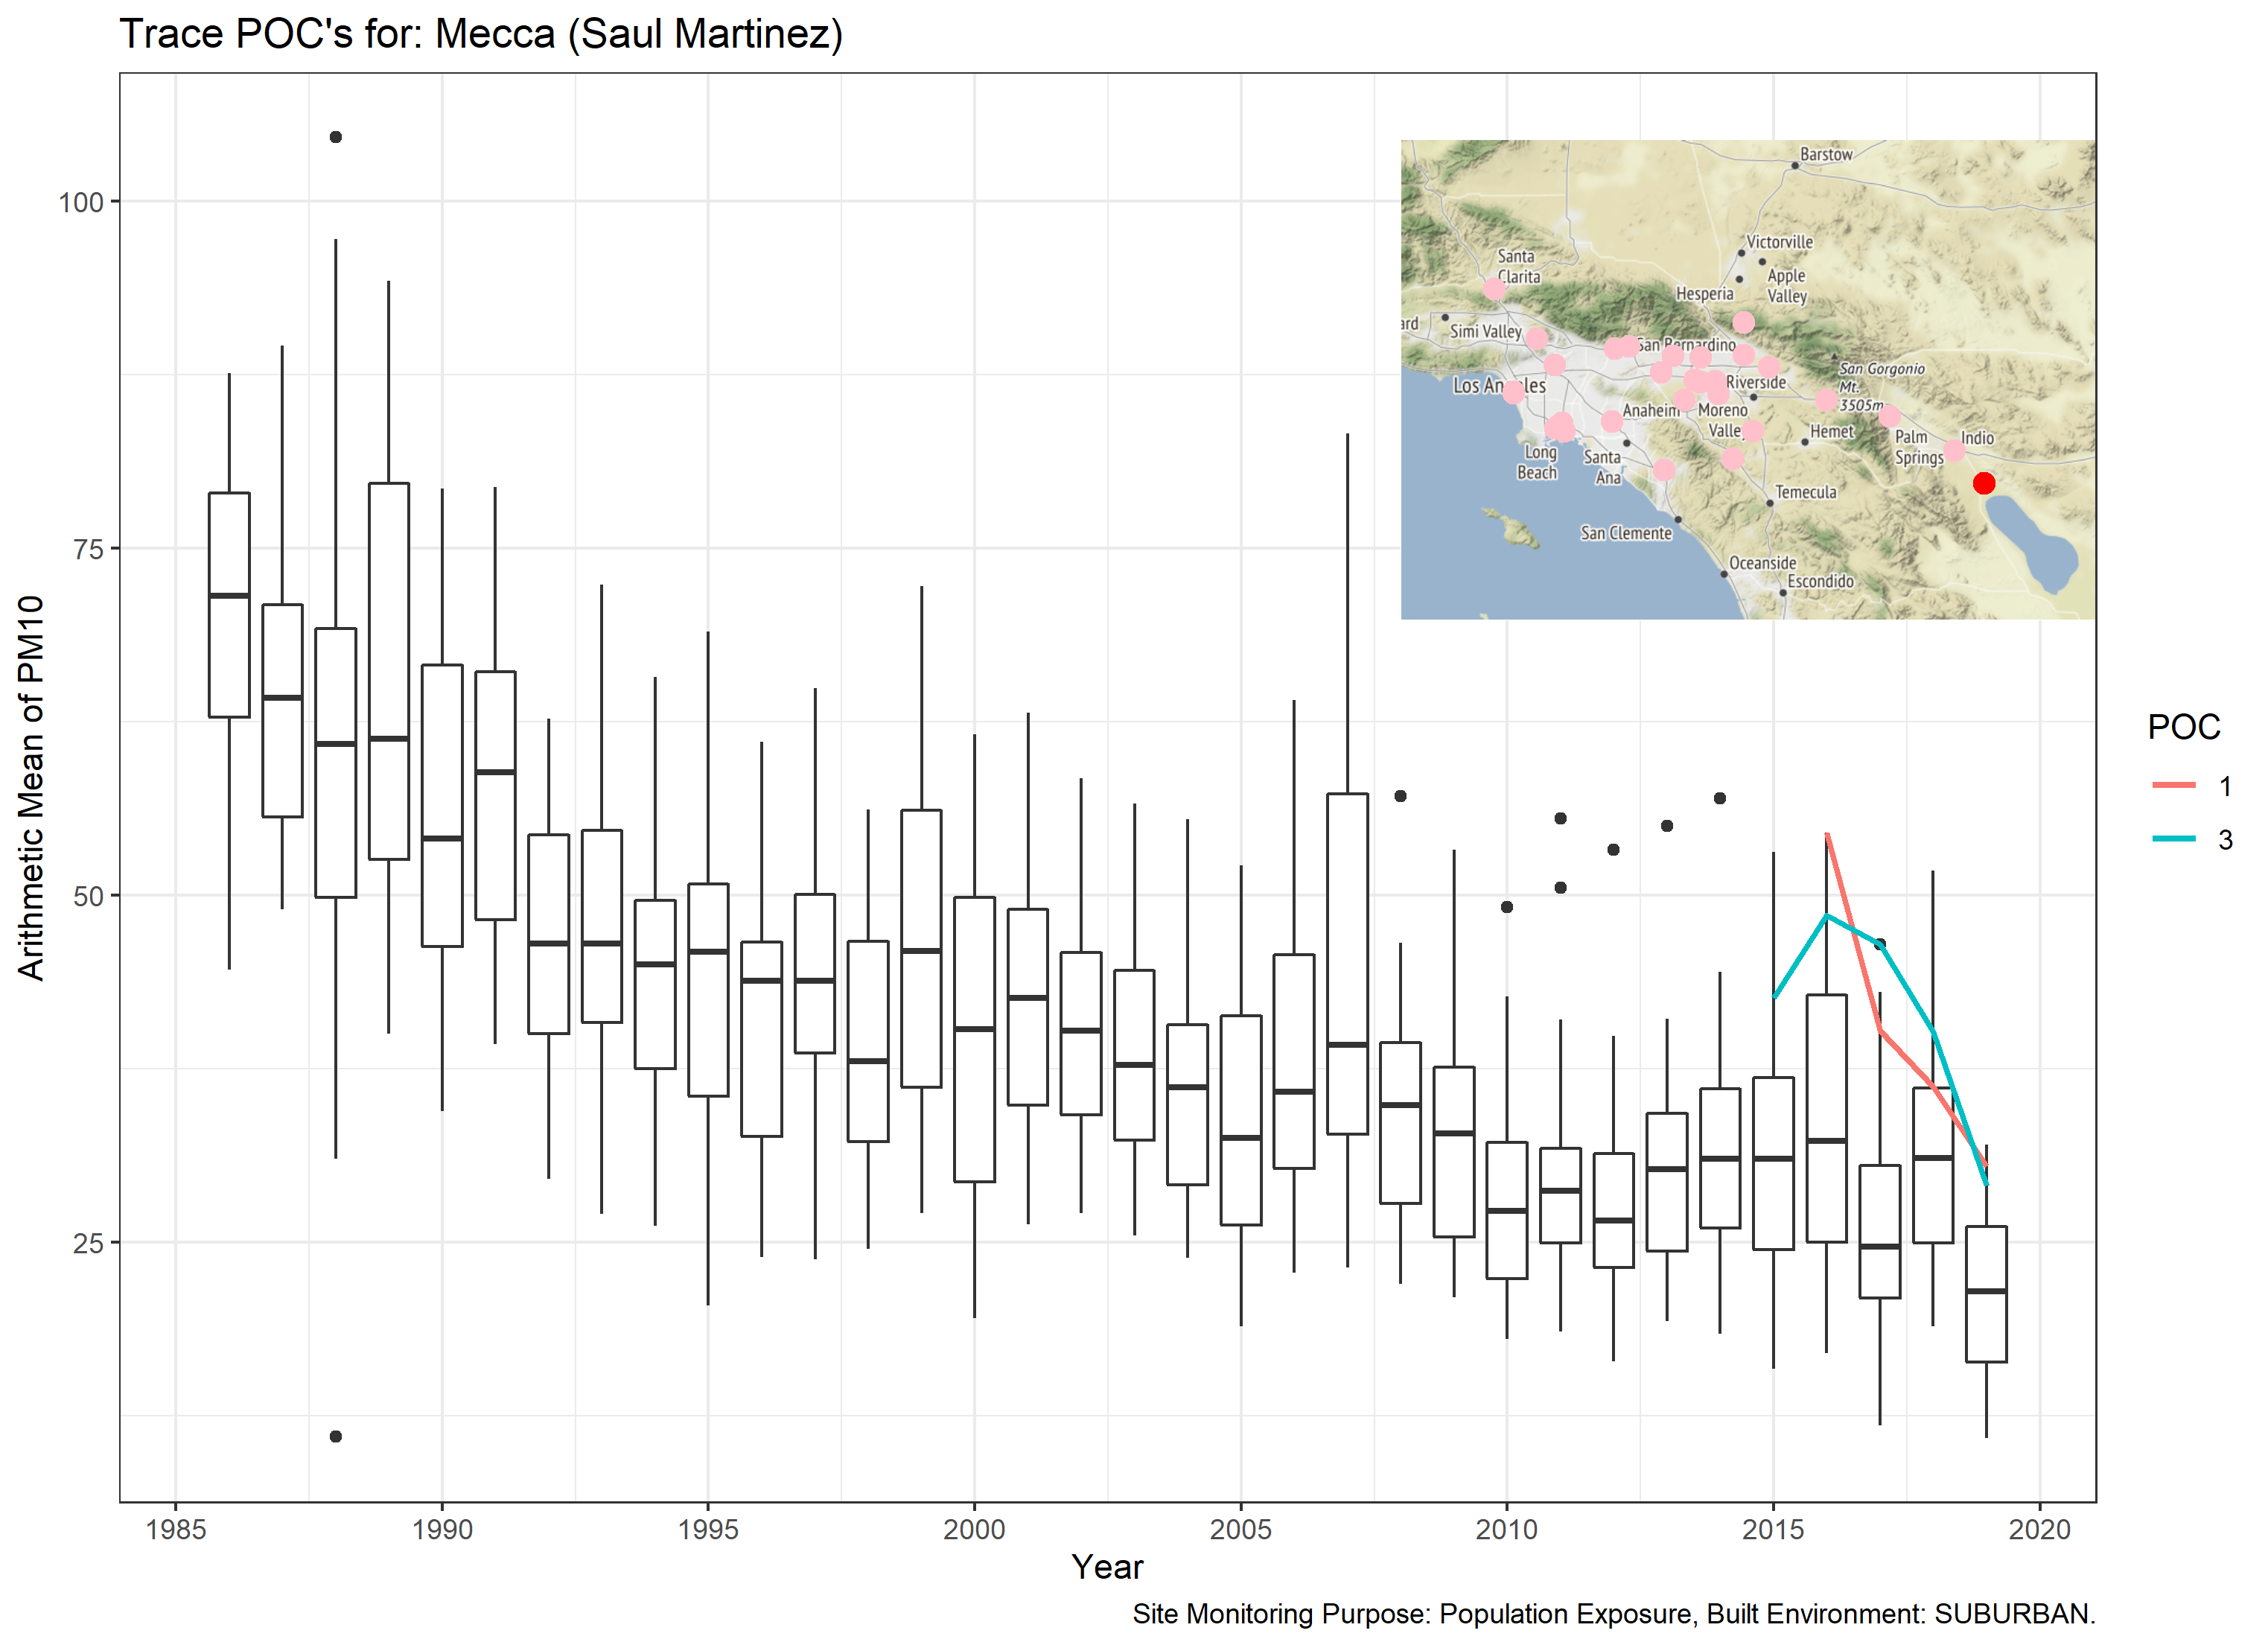 Trace POC's for: Mecca (Saul Martinez)
Arithmetic Mean of PM10
100
75
50
25
Barstow
Victorville
Santa
Clarita
Apple
Valley
Hesperia
ard
Simi Valley
San Bernardino
San Gorgonio
Mt.
3505m
Los Angeles
Riverside
Anaheim
Moreno
Valley
Hemet
Palm
Springs
Indio
Long
Beach
Santa
Ana
Temecula
San Clemente
Oceanside
Escondido
POC
1
3
1985
1990
1995
2000
2005
2010
2015
2020
Year
Site Monitoring Purpose: Population Exposure, Built Environment: SUBURBAN.